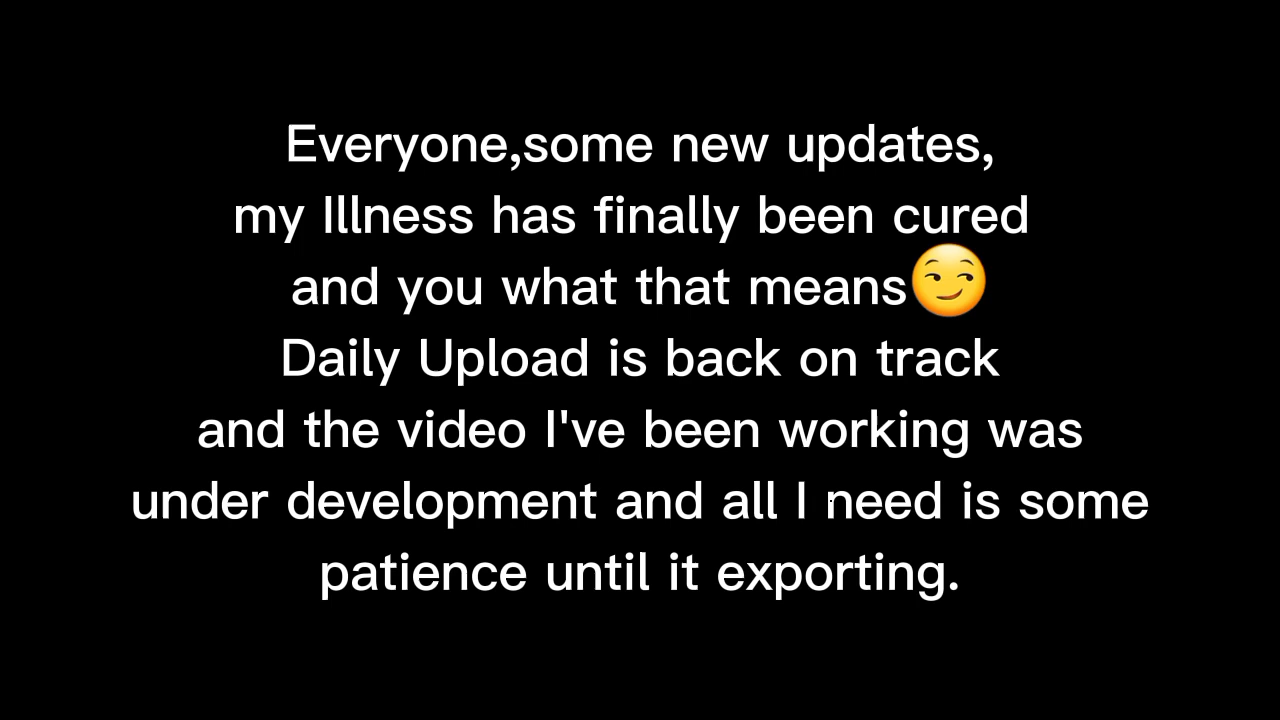 Everyone,some new updates,
my Illness has finally been cured
and you what that means😏
Daily Upload is back on track
and the video I've been working was
under development and all I need is some
patience until it exporting.